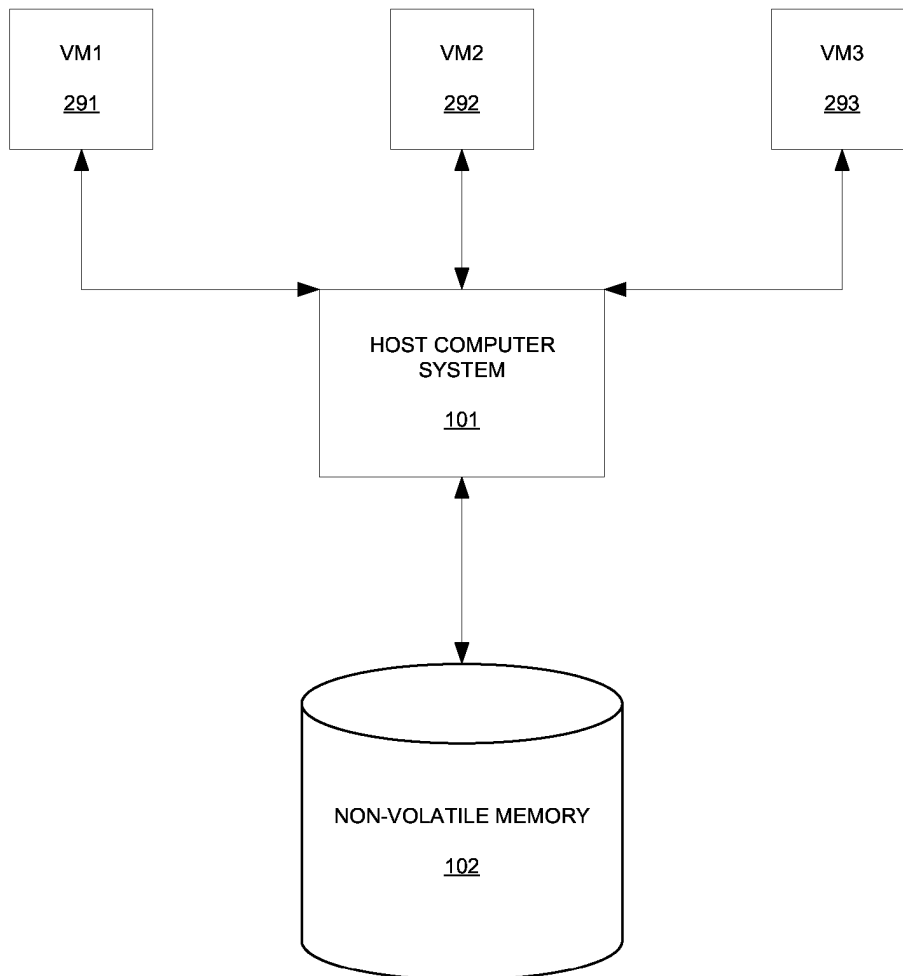 VM1
291
VM2
292
VM3
293
HOST COMPUTER
SYSTEM
101
NON-VOLATILE MEMORY
102